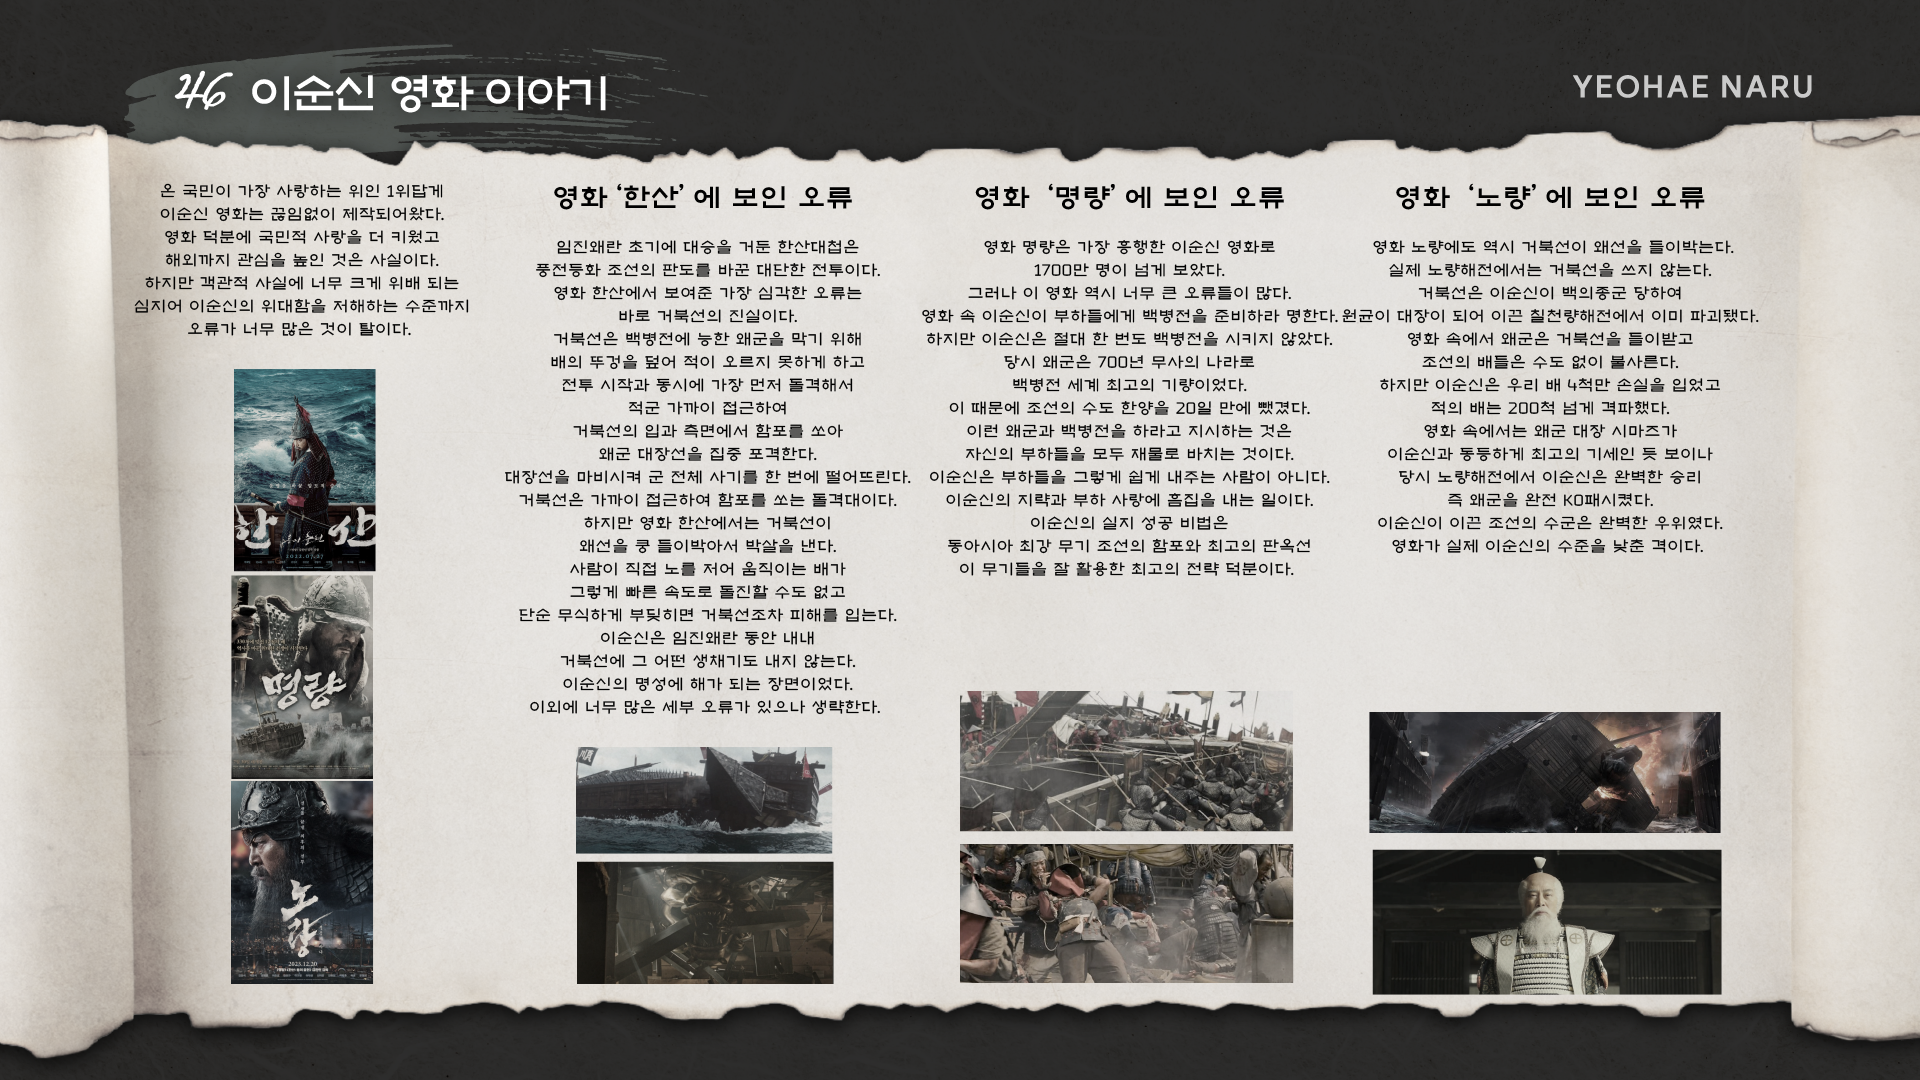 46 이순신 영화 이야기
YEOHAE NARU
온 국민이 가장 사랑하는 위인 1위답게
이순신 영화는 끊임없이 제작되어왔다.
영화 덕분에 국민적 사랑을 더 키웠고
해외까지 관심을 높인 것은 사실이다.
하지만 객관적 사실에 너무 크게 위배 되는
심지어 이순신의 위대함을 저해하는 수준까지
오류가 너무 많은 것이 탈이다.
한산
명량
노량
2023.12.20
영화 ‘한산’ 에 보인 오류
임진왜란 초기에 대승을 거둔 한산대첩은
풍전등화 조선의 판도를 바꾼 대단한 전투이다.
영화 한산에서 보여준 가장 심각한 오류는
바로 거북선의 진실이다.
거북선은 백병전에 능한 왜군을 막기 위해
배의 뚜겅을 덮어 적이 오르지 못하게 하고
전투 시작과 동시에 가장 먼저 돌격해서
적군 가까이 접근하여
거북선의 입과 측면에서 함포를 쏘아
왜군 대장선을 집중 포격한다.
대장선을 마비시켜 군 전체 사기를 한 번에 떨어뜨린다.
거북선은 가까이 접근하여 함포를 쏘는 돌격대이다.
하지만 영화 한산에서는 거북선이
왜선을 쿵 들이박아서 박살을 낸다.
사람이 직접 노를 저어 움직이는 배가
그렇게 빠른 속도로 돌진할 수도 없고
단순 무식하게 부딪히면 거북선조차 피해를 입는다.
이순신은 임진왜란 동안 내내
거북선에 그 어떤 생채기도 내지 않는다.
이순신의 명성에 해가 되는 장면이었다.
이외에 너무 많은 세부 오류가 있으나 생략한다.
영화 ‘명량’ 에 보인 오류
영화 명량은 가장 흥행한 이순신 영화로
1700만 명이 넘게 보았다.
그러나 이 영화 역시 너무 큰 오류들이 많다.
영화 속 이순신이 부하들에게 백병전을 준비하라 명한다.
하지만 이순신은 절대 한 번도 백병전을 시키지 않았다.
당시 왜군은 700년 무사의 나라로
백병전 세계 최고의 기량이었다.
이 때문에 조선의 수도 한양을 20일 만에 뺐겼다.
이런 왜군과 백병전을 하라고 지시하는 것은
자신의 부하들을 모두 재물로 바치는 것이다.
이순신은 부하들을 그렇게 쉽게 내주는 사람이 아니다.
이순신의 지략과 부하 사랑에 흠집을 내는 일이다.
이순신의 실지 성공 비법은
동아시아 최강 무기 조선의 함포와 최고의 판옥선
이 무기들을 잘 활용한 최고의 전략 덕분이다.
영화 ‘노량’ 에 보인 오류
영화 노량에도 역시 거북선이 왜선을 들이박는다.
실제 노량해전에서는 거북선을 쓰지 않는다.
거북선은 이순신이 백의종군 당하여
원균이 대장이 되어 이끈 칠천량해전에서 이미 파괴됐다.
영화 속에서 왜군은 거북선을 들이받고
조선의 배들은 수도 없이 불사른다.
하지만 이순신은 우리 배 4척만 손실을 입었고
적의 배는 200척 넘게 격파했다.
영화 속에서는 왜군 대장 시마즈가
이순신과 동등하게 최고의 기세인 듯 보이나
당시 노량해전에서 이순신은 완벽한 승리
즉 왜군을 완전 KO패시켰다.
이순신이 이끈 조선의 수군은 완벽한 우위였다.
영화가 실제 이순신의 수준을 낮춘 격이다.